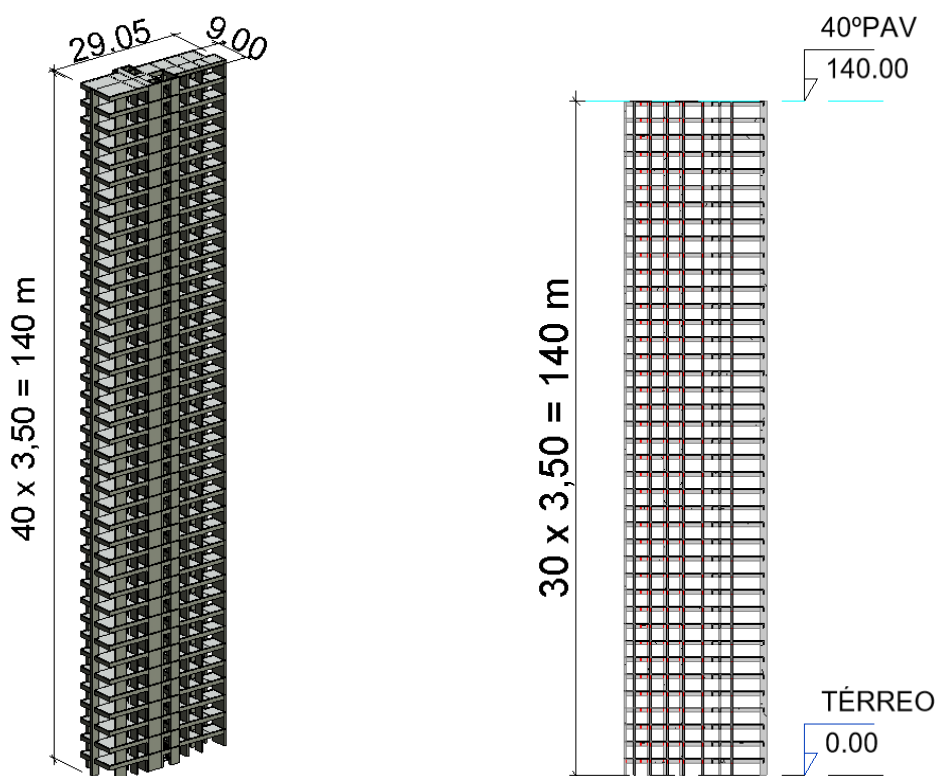 29.05
9.00
40 x 3,50 = 140 m
40ºPAV
140.00
30 x 3,50 = 140 m
TÉRREO
0.00